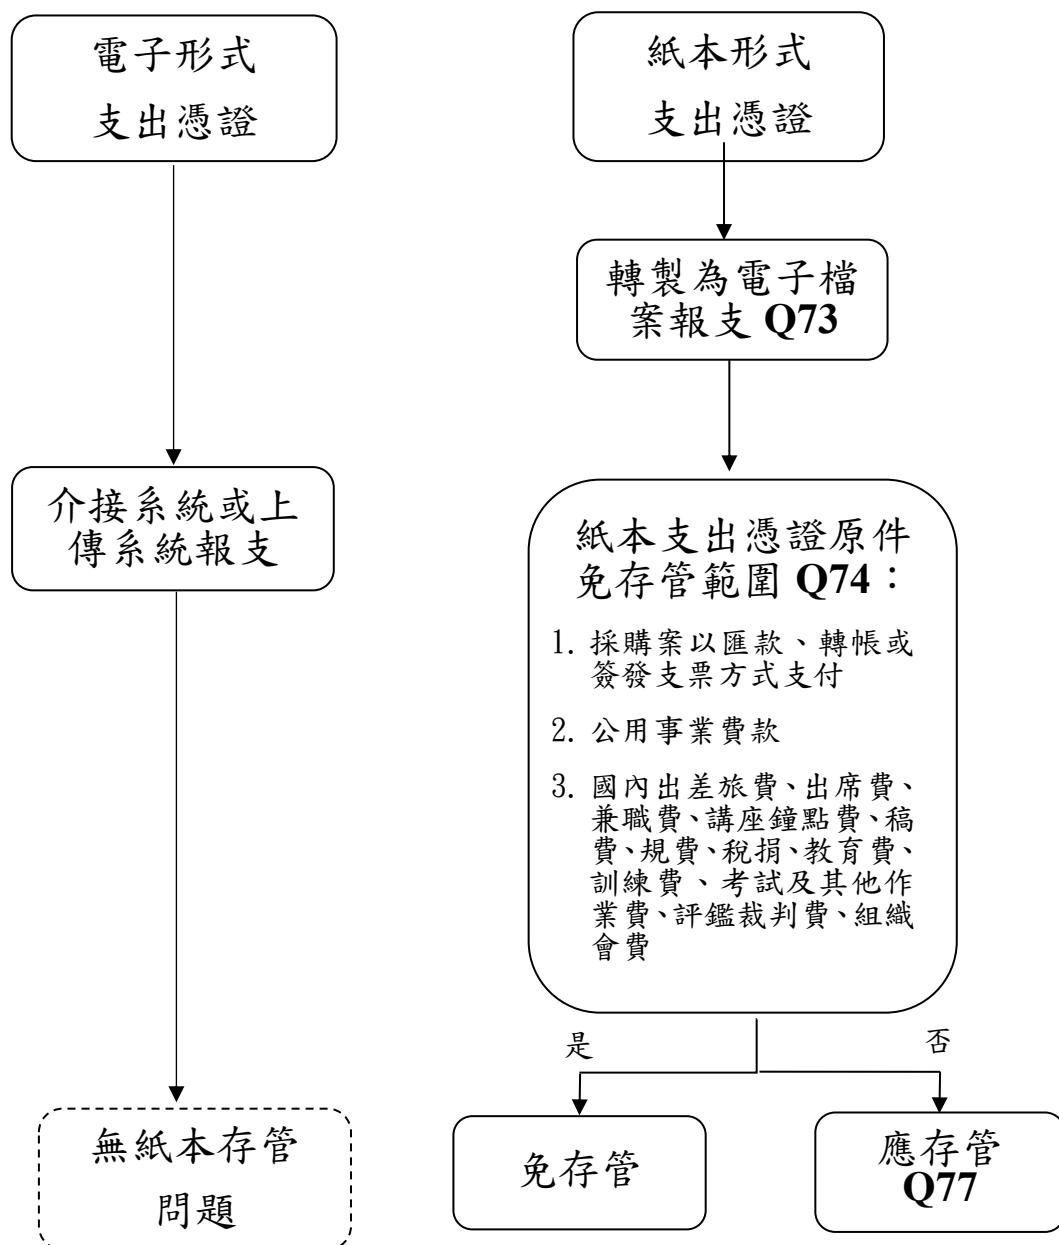 電子形式
支出憑證
介接系統或上
傳系統報支
無紙本存管
問題
紙本形式
支出憑證
轉製為電子檔
案報支 Q73
紙本支出憑證原件
免存管範圍 Q74：
1. 採購案以匯款、轉帳或
簽發支票方式支付
2. 公用事業費款
3. 國內出差旅費、出席費、
兼職費、講座鐘點費、稿
費、規費、稅捐、教育費、
訓練費、考試及其他作
業費、評鑑裁判費、組織
會費
是
否
免存管
應存管
Q77